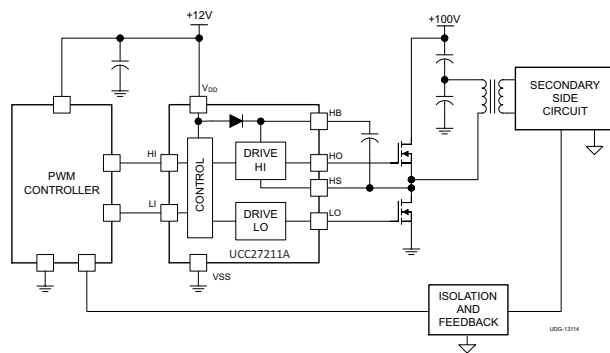 +12V
+100V
VDD
SECONDARY
SIDE
CIRCUIT
HB
PWM
CONTROLLER
HI
CONTROL
DRIVE
HI
HO
HS
LI
DRIVE
LO
LO
UCC27211A
VSS
ISOLATION
AND
FEEDBACK
UDG-13114